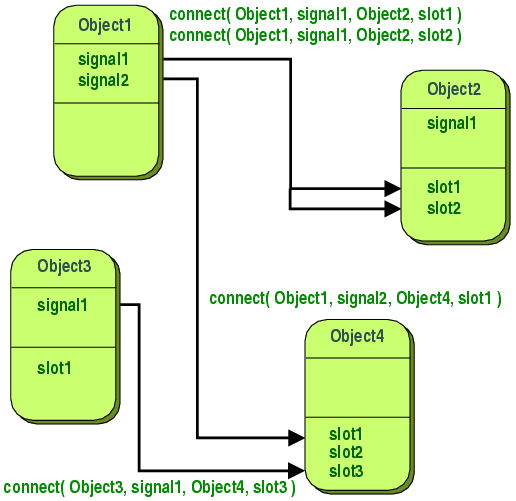 connect( Object1, signal1, Object2, slot1 )
connect( Object1, signal1, Object2, slot2 )
Object1
signal1
signal2
Object2
signal1
slot1
slot2
Object3
signal1
slot1
connect( Object1, signal2, Object4, slot1 )
Object4
slot1
slot2
slot3
connect( Object3, signal1, Object4, slot3 )